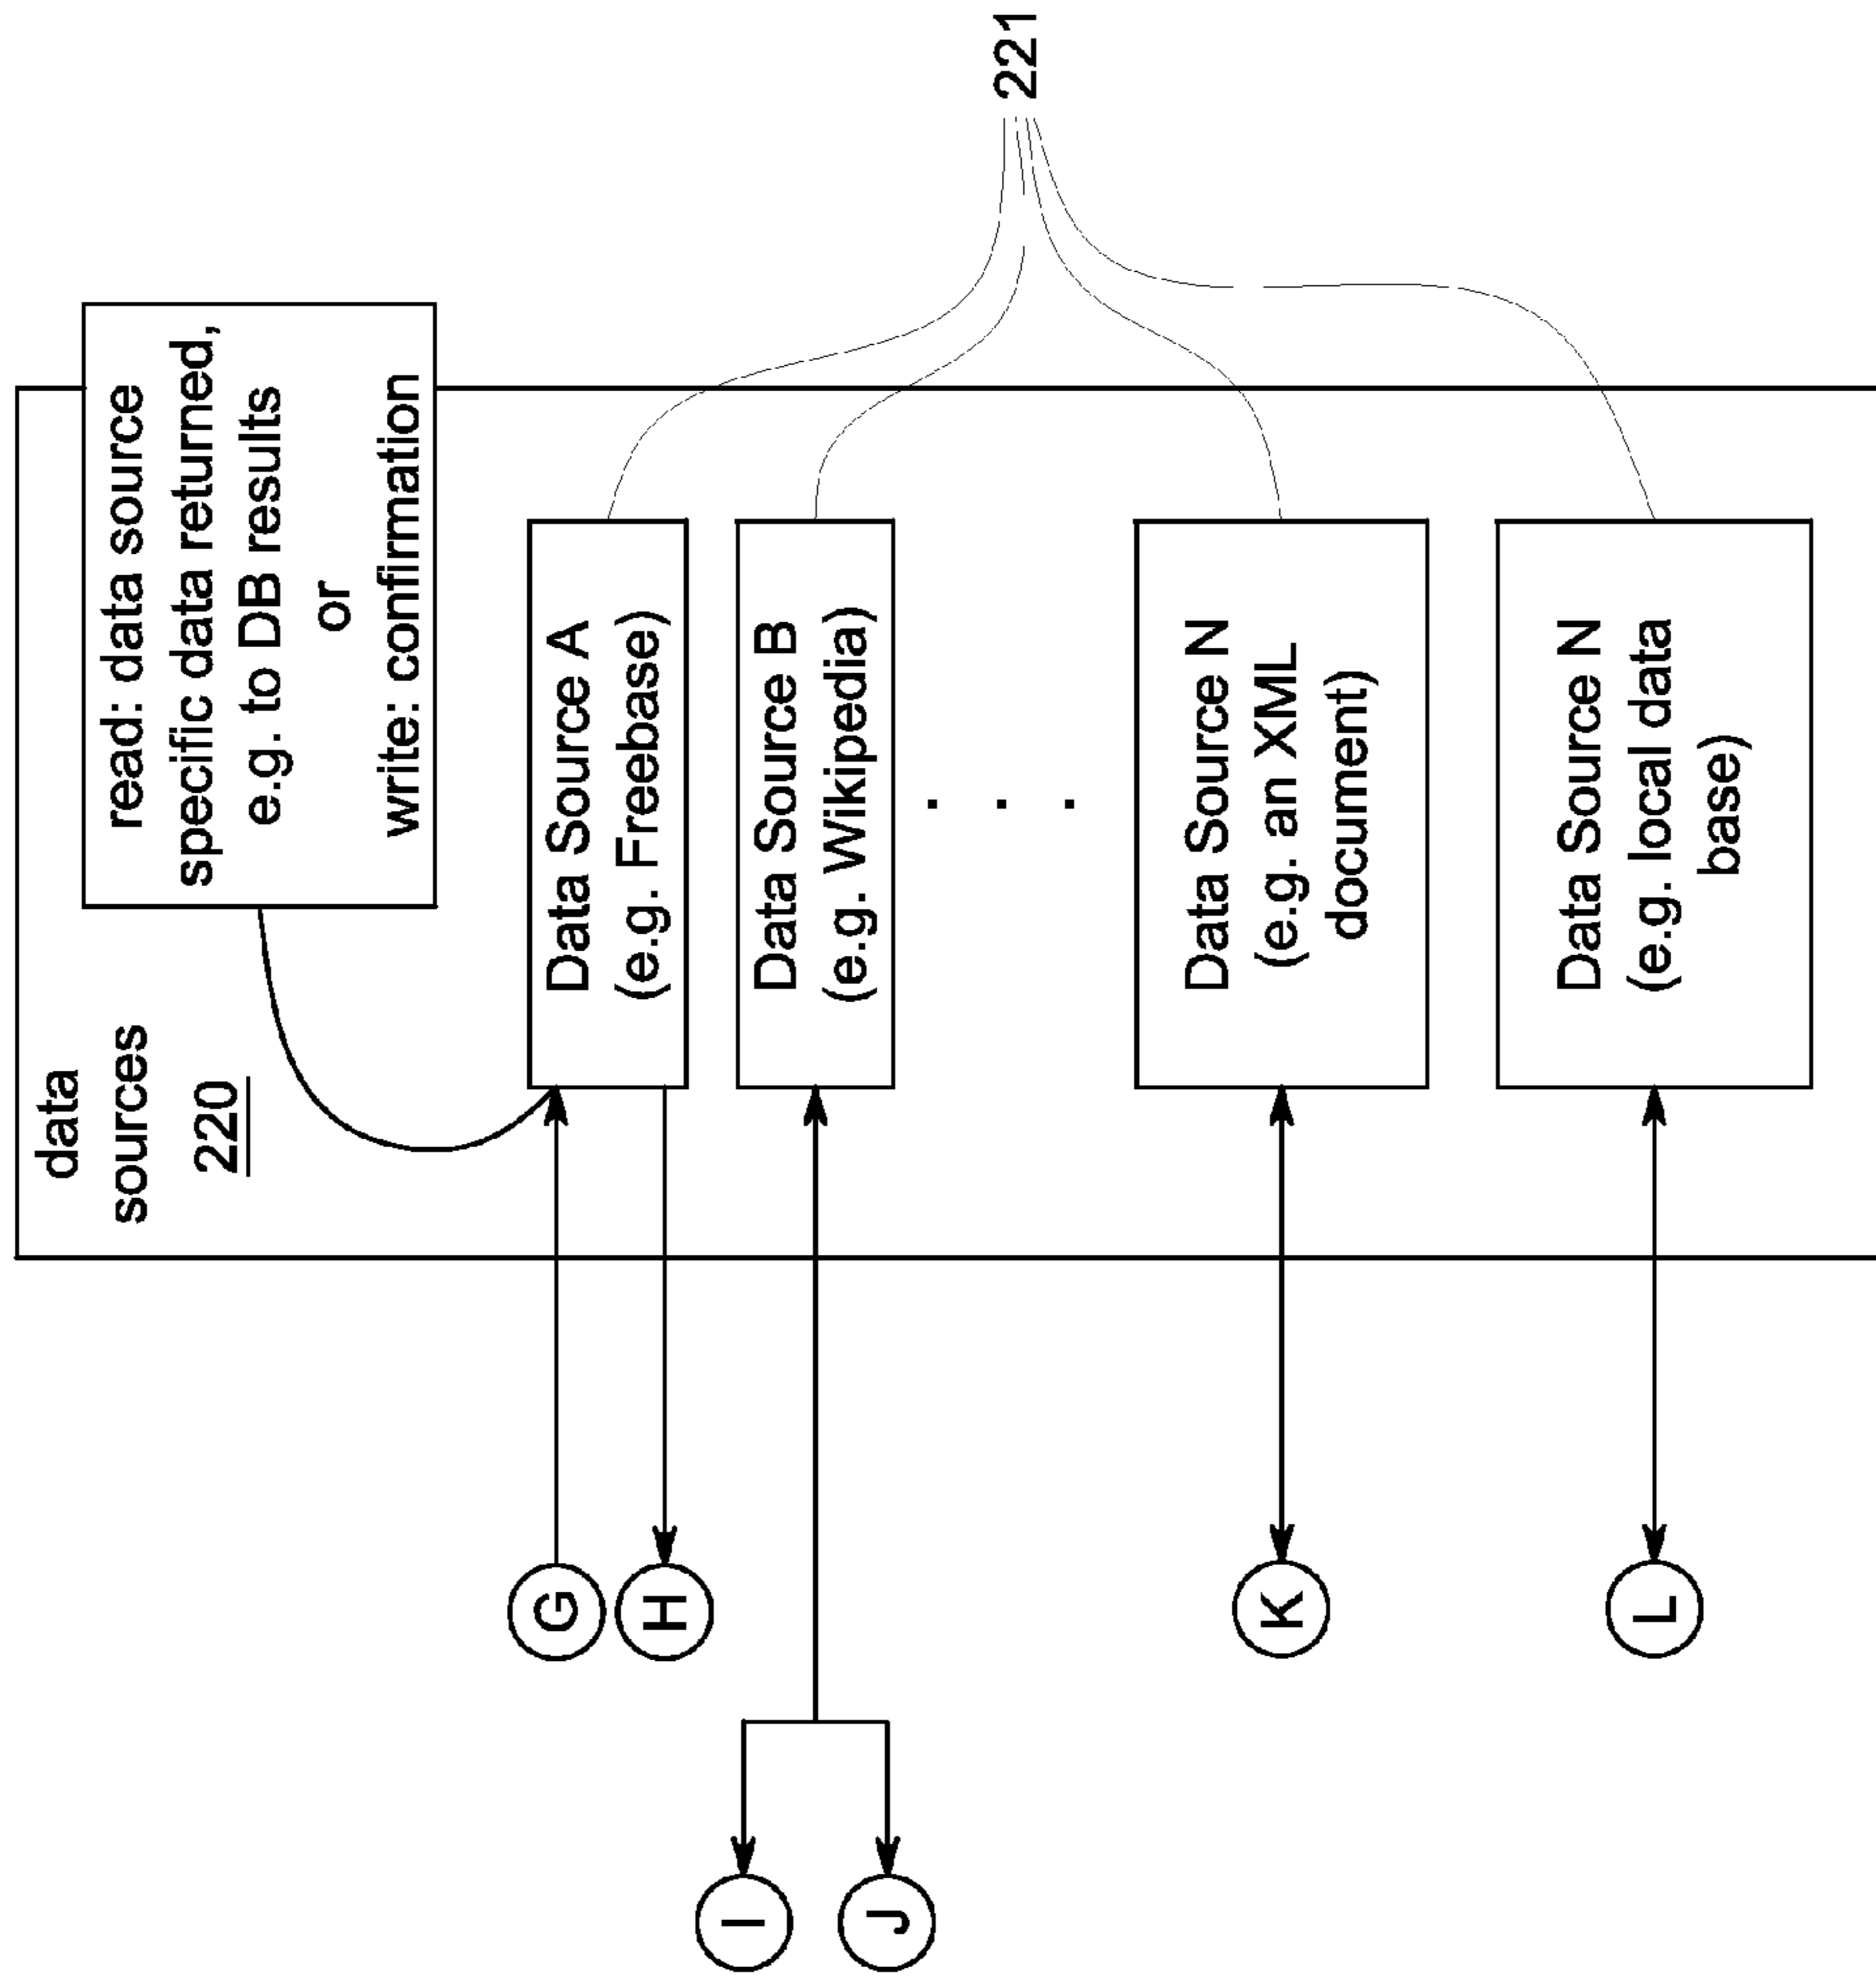 data
sources
220
read: data source
specific data returned,
e.g. to DB results
or
write: confirmation
Data Source A
(e.g. Freebase)
Data Source B
(e.g. Wikipedia)
. . .
Data Source N
(e.g. an XML
document)
Data Source N
(e.g. local data
base)
221
G
H
I
J
K
L